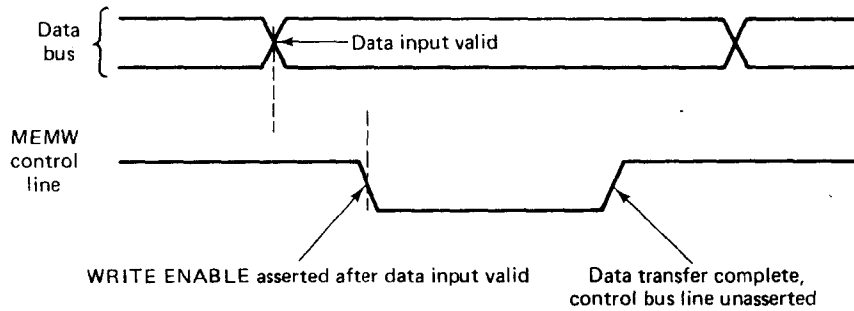 Data
bus
Data input valid
MEMW
control
line
WRITE ENABLE asserted after data input valid
Data transfer complete,
control bus line unasserted